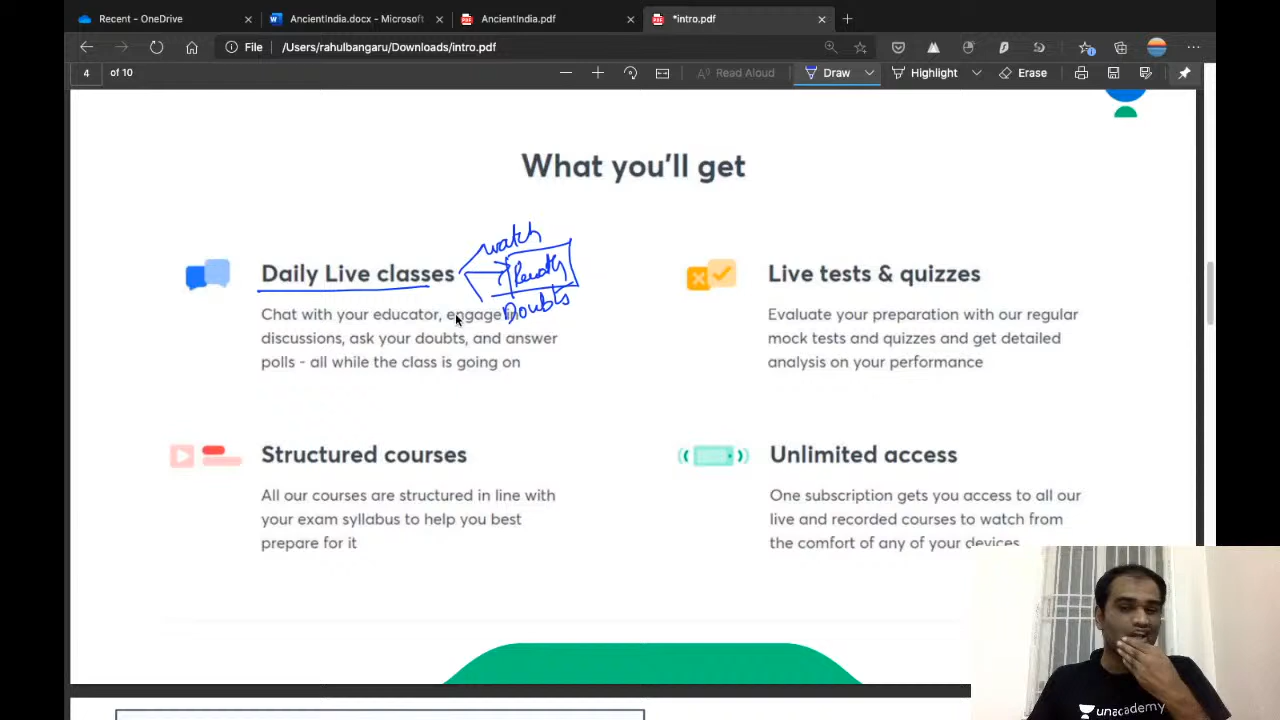 Recent - OneDrive
AncientIndia.docx - Microsoft
AncientIndia.pdf
*intro.pdf
File
/Users/rahulbangaru/Downloads/intro.pdf
4 of 10
Read Aloud
Draw
Highlight
Erase
What you'll get
Daily Live classes
watch
Doubts
Chat with your educator, engage in
discussions, ask your doubts, and answer
polls - all while the class is going on
Live tests & quizzes
Evaluate your preparation with our regular
mock tests and quizzes and get detailed
analysis on your performance
Structured courses
All our courses are structured in line with
your exam syllabus to help you best
prepare for it
Unlimited access
One subscription gets you access to all our
live and recorded courses to watch from
the comfort of any of your devices
unacademy